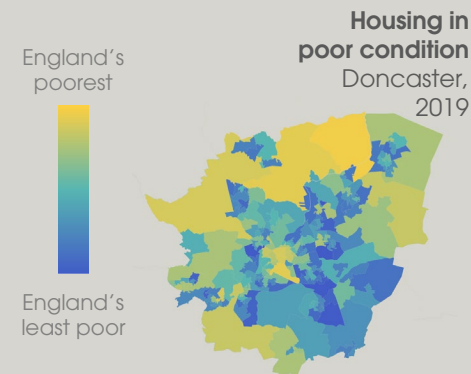 Housing in
poor condition
Doncaster,
2019
England's
poorest
England's
least poor